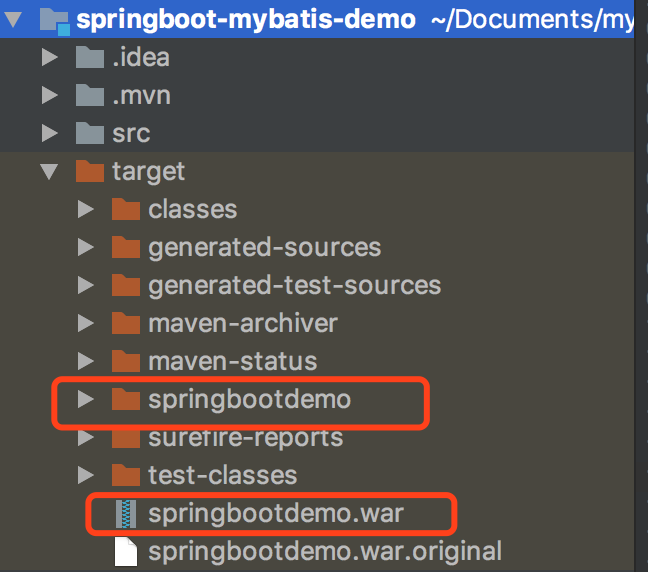 springboot-mybatis-demo ~/Documents/my
.idea
.mvn
src
target
classes
generated-sources
generated-test-sources
maven-archiver
maven-status
springbootdemo
surefire-reports
test-classes
springbootdemo.war
springbootdemo.war.original